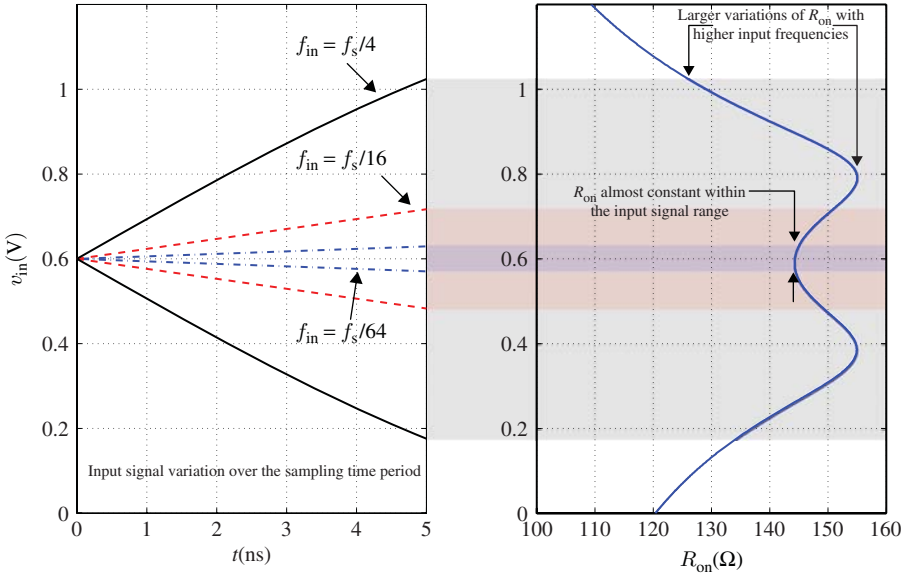 f_in = f_s/4
f_in = f_s/16
f_in = f_s/64
Input signal variation over the sampling time period
v_in(V)
1
0.8
0.6
0.4
0.2
0
0 1 2 3 4 5
t(ns)
Larger variations of R_on with
higher input frequencies
R_on almost constant within
the input signal range
1
0.8
0.6
0.4
0.2
0
100 110 120 130 140 150 160
R_on(Ω)